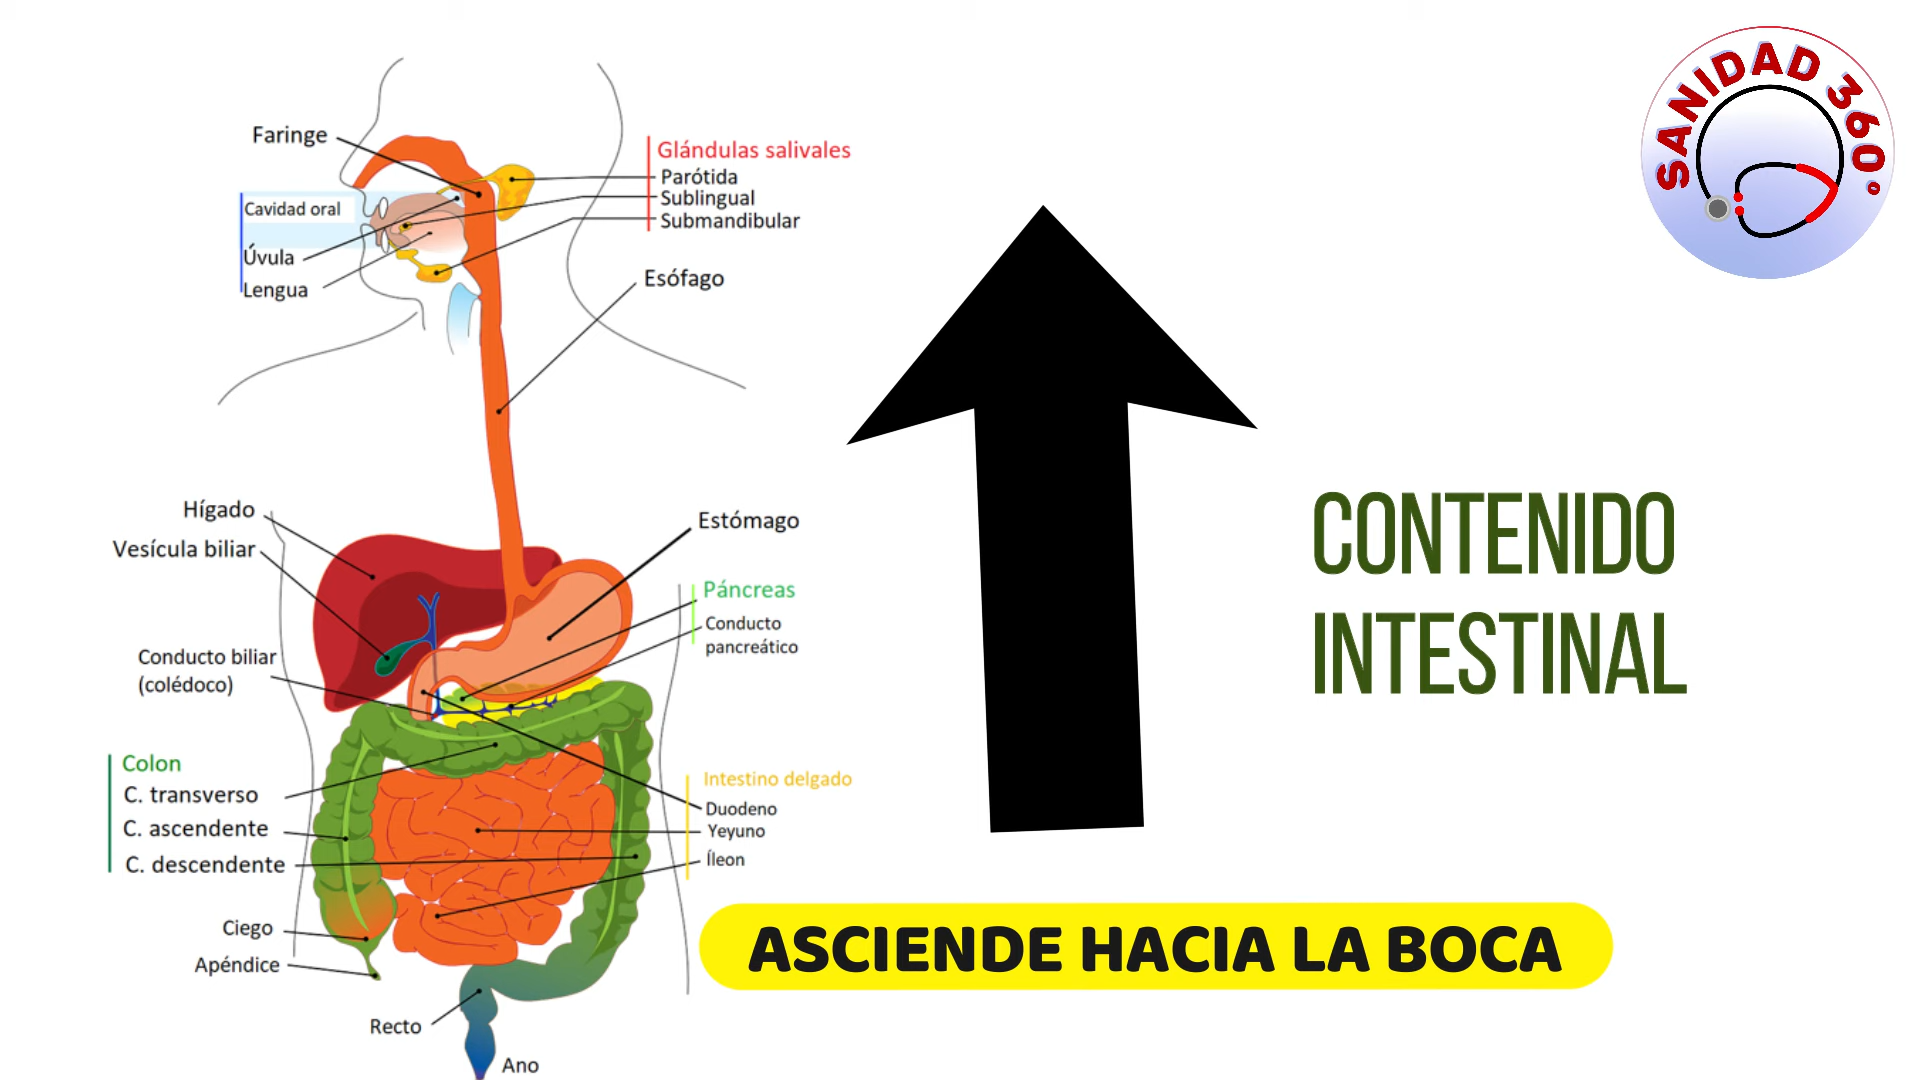 SANIDAD 360°
Faringe
Glándulas salivales
Parótida
Sublingual
Submandibular
Cavidad oral
Úvula
Lengua
Esófago
Hígado
Vesícula biliar
Estómago
Páncreas
Conducto
pancreático
Conducto biliar
(colédoco)
Colon
C. transverso
C. ascendente
C. descendente
Intestino delgado
Duodeno
Yeyuno
Íleon
Ciego
Apéndice
Recto
Ano
CONTENIDO
INTESTINAL
ASCIENDE HACIA LA BOCA